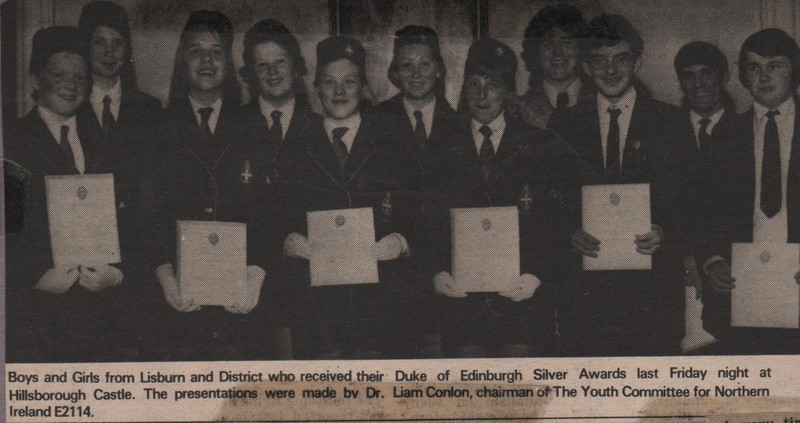 Boys and Girls from Lisburn and District who received their Duke of Edinburgh Silver Awards last Friday night at
Hillsborough Castle. The presentations were made by Dr. Liam Conlon, chairman of The Youth Committee for Northern
Ireland E2114.